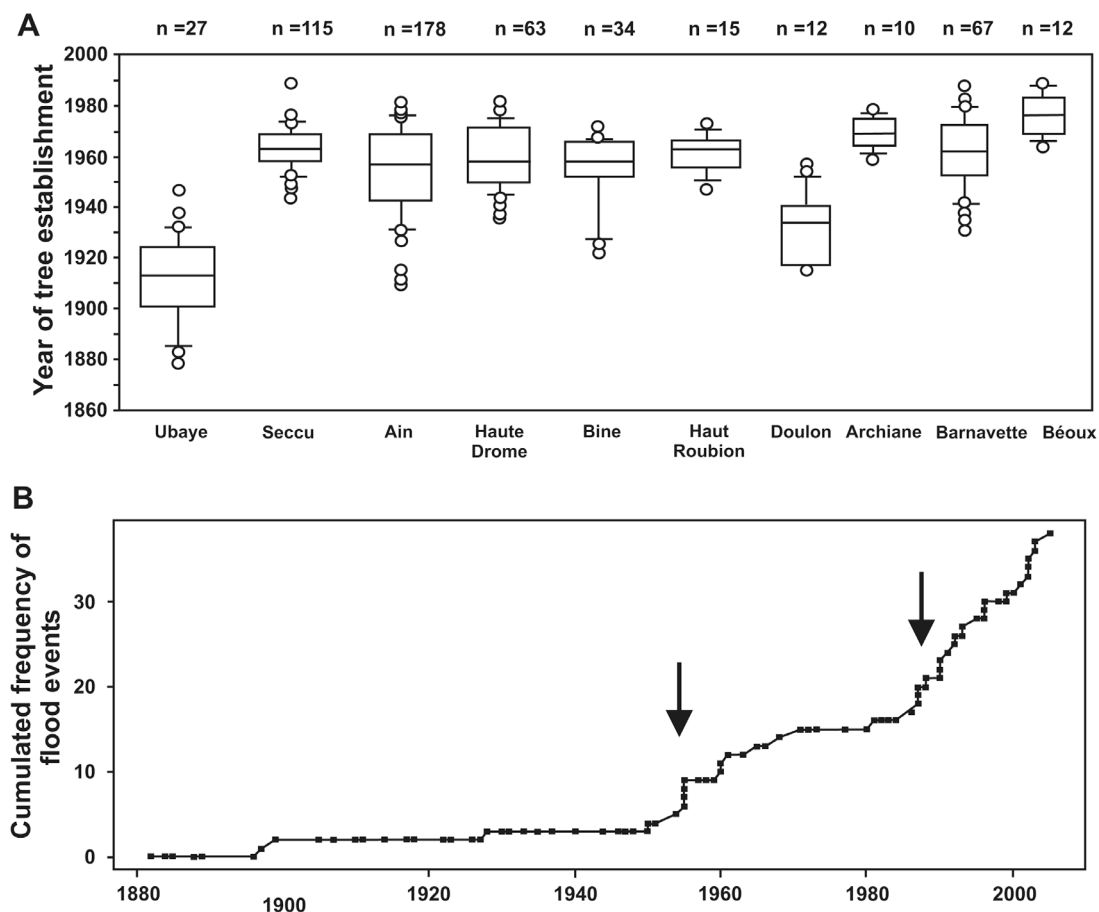 A
n =27 n =115 n =178 n =63 n =34 n =15 n =12 n =10 n =67 n =12
Year of tree establishment
2000
1980
1960
1940
1920
1900
1880
1860
Ubaye Seccu Ain Haute Drome Bine Haut Roubion Doulon Archiane Barnavette Béoux
B
Cumulated frequency of
flood events
30
20
10
0
1880 1900 1920 1940 1960 1980 2000